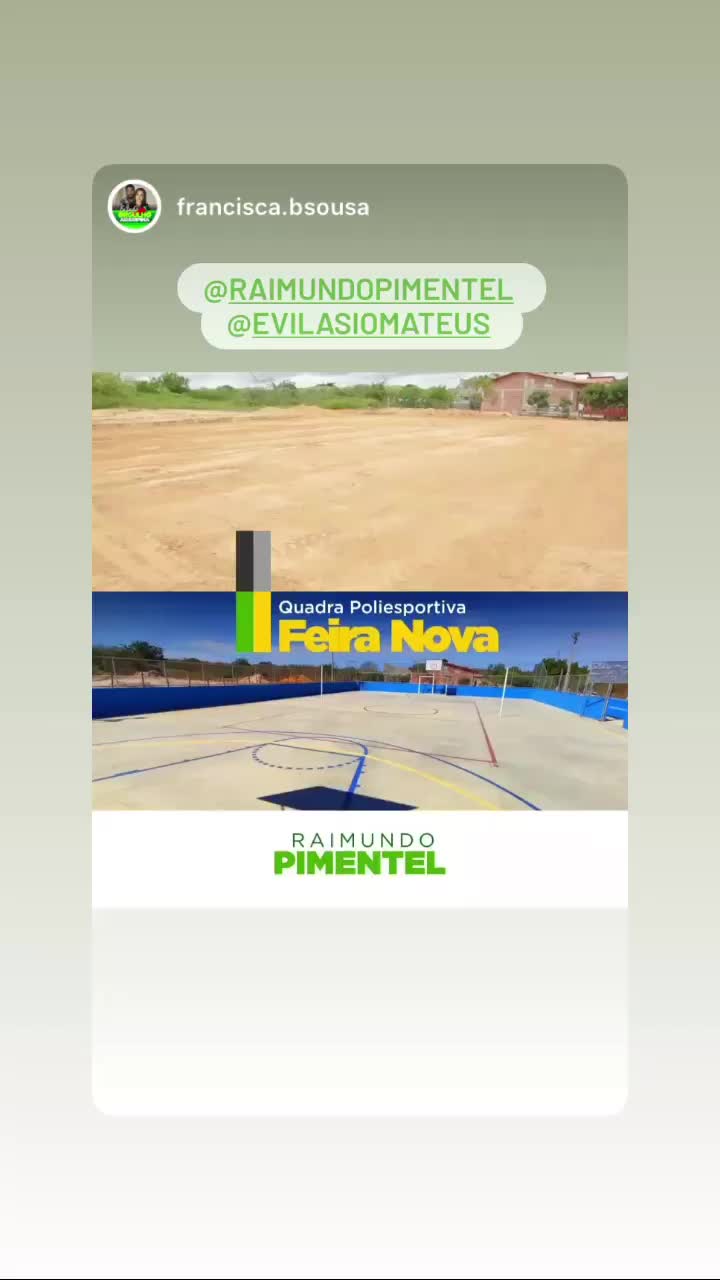 francisca.bsousa
@RAIMUNDOPIMENTEL
@EVILASIOMATEUS
Quadra Poliesportiva
Feira Nova
RAIMUNDO
PIMENTEL